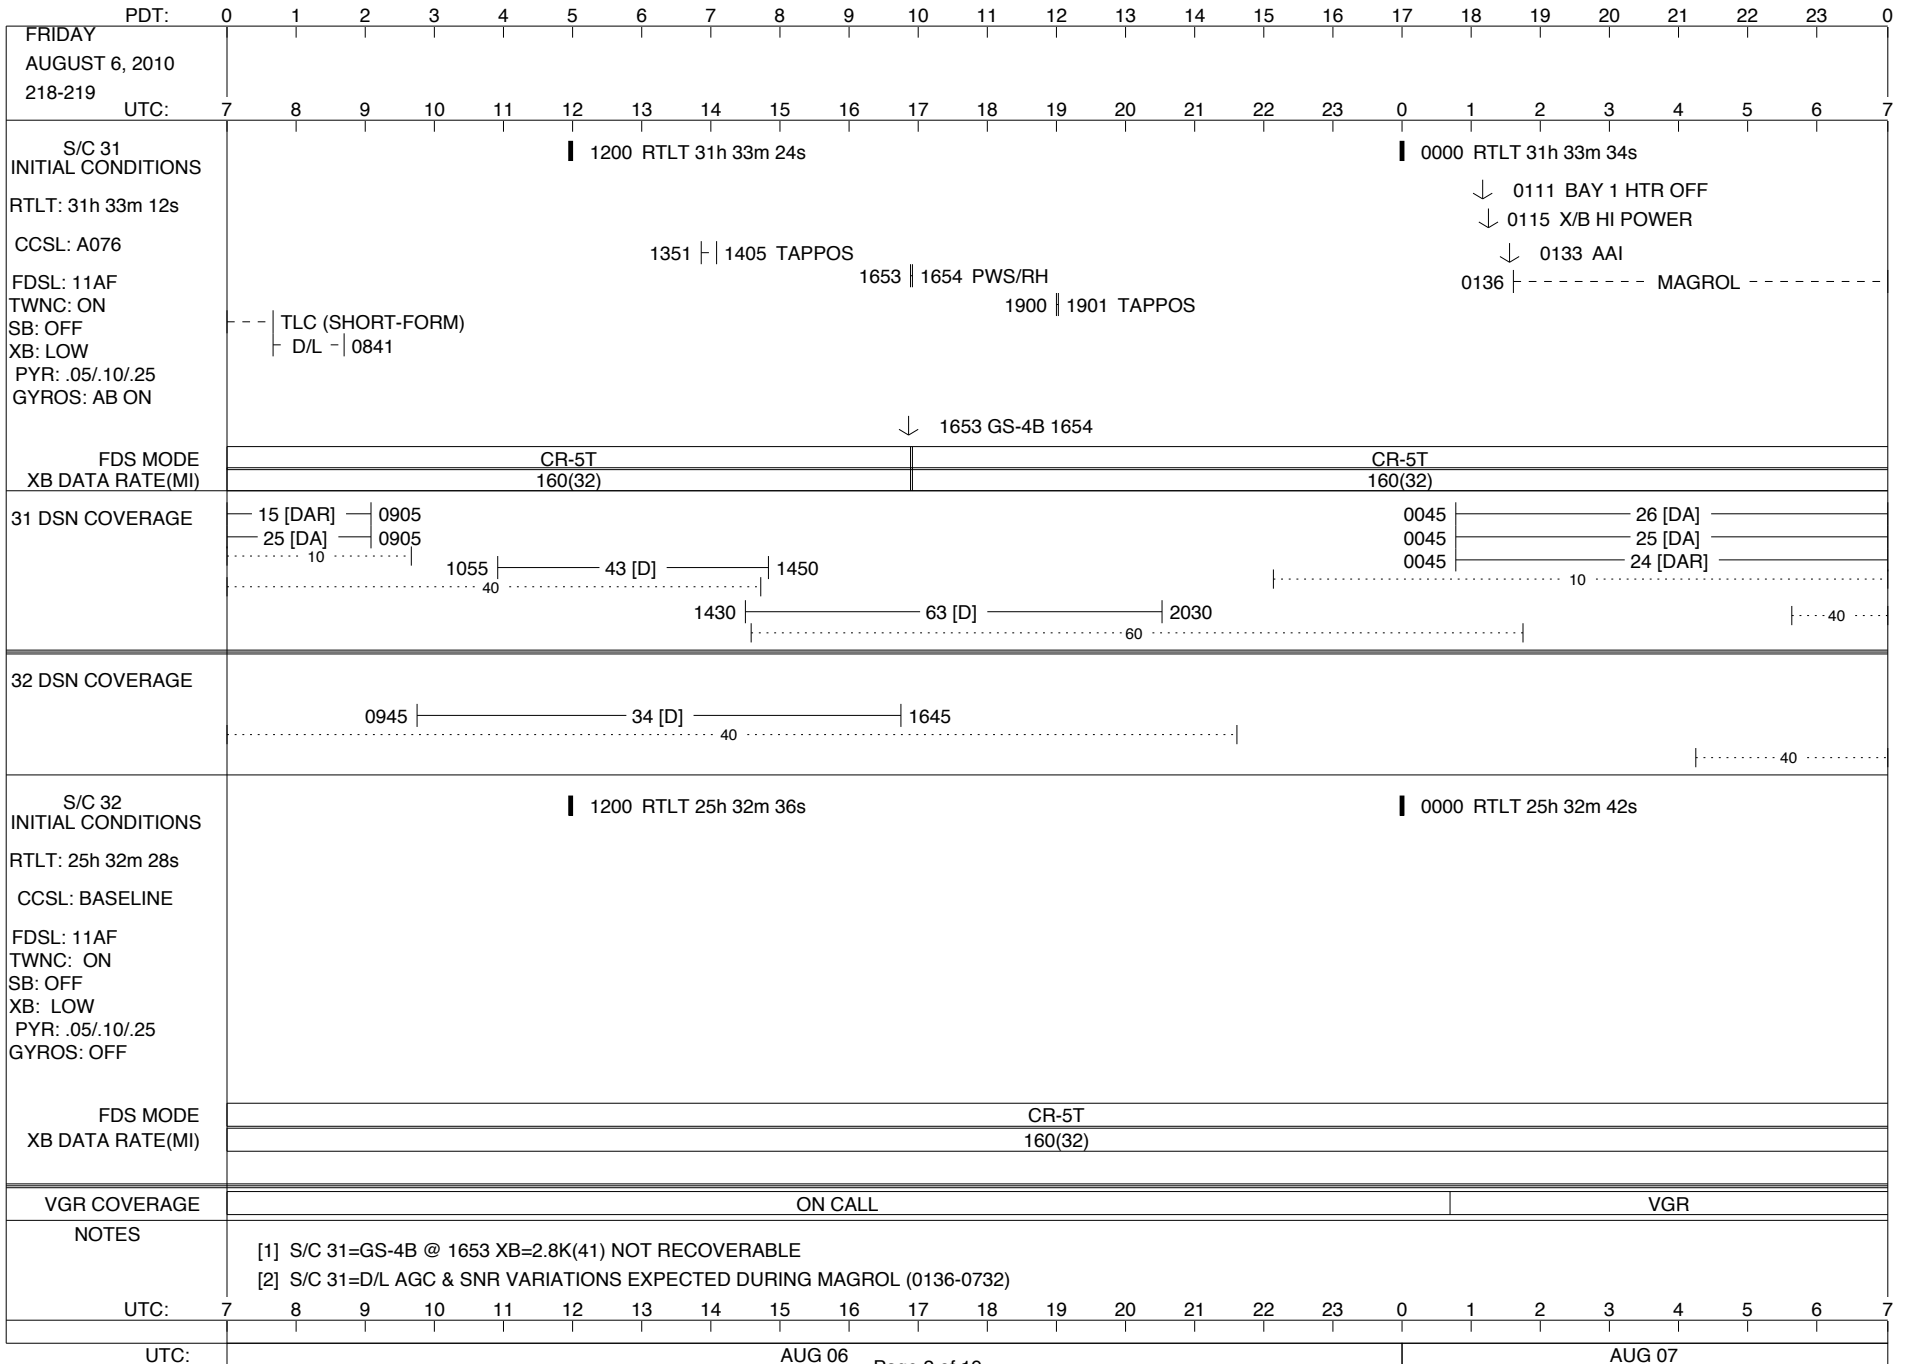 PDT: 0 1 2 3 4 5 6 7 8 9 10 11 12 13 14 15 16 17 18 19 20 21 22 23 0
FRIDAY
AUGUST 6, 2010
218-219
UTC: 7 8 9 10 11 12 13 14 15 16 17 18 19 20 21 22 23 0 1 2 3 4 5 6 7
S/C 31
INITIAL CONDITIONS
RTLT: 31h 33m 12s
CCSL: A076
FDSL: 11AF
TWNC: ON
SB: OFF
XB: LOW
PYR: .05/.10/.25
GYROS: AB ON
1200 RTLT 31h 33m 24s
0000 RTLT 31h 33m 34s
0111 BAY 1 HTR OFF
0115 X/B HI POWER
1351 1405 TAPPOS
0133 AAI
1653 1654 PWS/RH
0136 MAGROL
1900 1901 TAPPOS
TLC (SHORT-FORM)
D/L 0841
1653 GS-4B 1654
FDS MODE CR-5T CR-5T
XB DATA RATE(MI) 160(32) 160(32)
31 DSN COVERAGE
15 [DAR] 0905
0045 26 [DA]
25 [DA] 0905
0045 25 [DA]
10
0045 24 [DAR]
1055 43 [D] 1450
10
40
1430 63 [D] 2030
40
60
32 DSN COVERAGE
0945 34 [D] 1645
40
40
S/C 32
INITIAL CONDITIONS
RTLT: 25h 32m 28s
CCSL: BASELINE
FDSL: 11AF
TWNC: ON
SB: OFF
XB: LOW
PYR: .05/.10/.25
GYROS: OFF
1200 RTLT 25h 32m 36s
0000 RTLT 25h 32m 42s
FDS MODE CR-5T
XB DATA RATE(MI) 160(32)
VGR COVERAGE ON CALL VGR
NOTES
[1] S/C 31=GS-4B @ 1653 XB=2.8K(41) NOT RECOVERABLE
[2] S/C 31=D/L AGC & SNR VARIATIONS EXPECTED DURING MAGROL (0136-0732)
UTC: 7 8 9 10 11 12 13 14 15 16 17 18 19 20 21 22 23 0 1 2 3 4 5 6 7
UTC: AUG 06 AUG 07